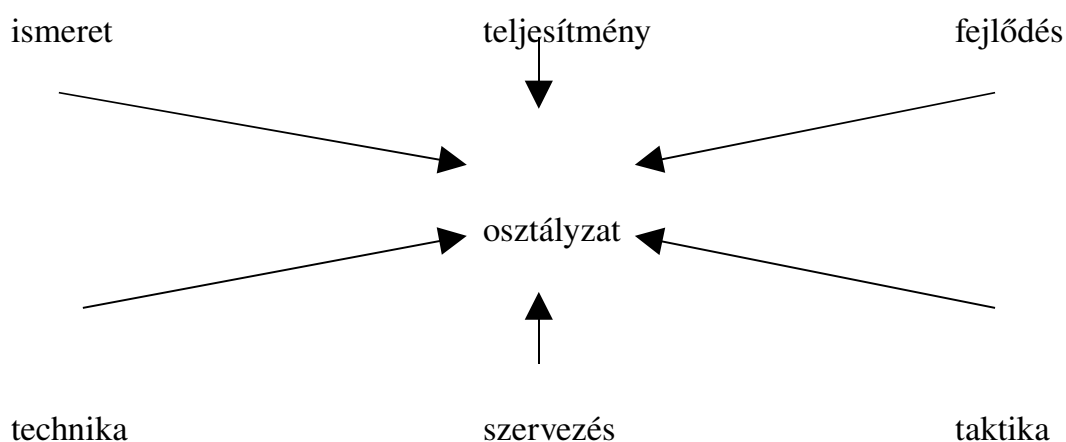 ismeret teljesítmény fejlődés
osztályzat
technika szervezés taktika